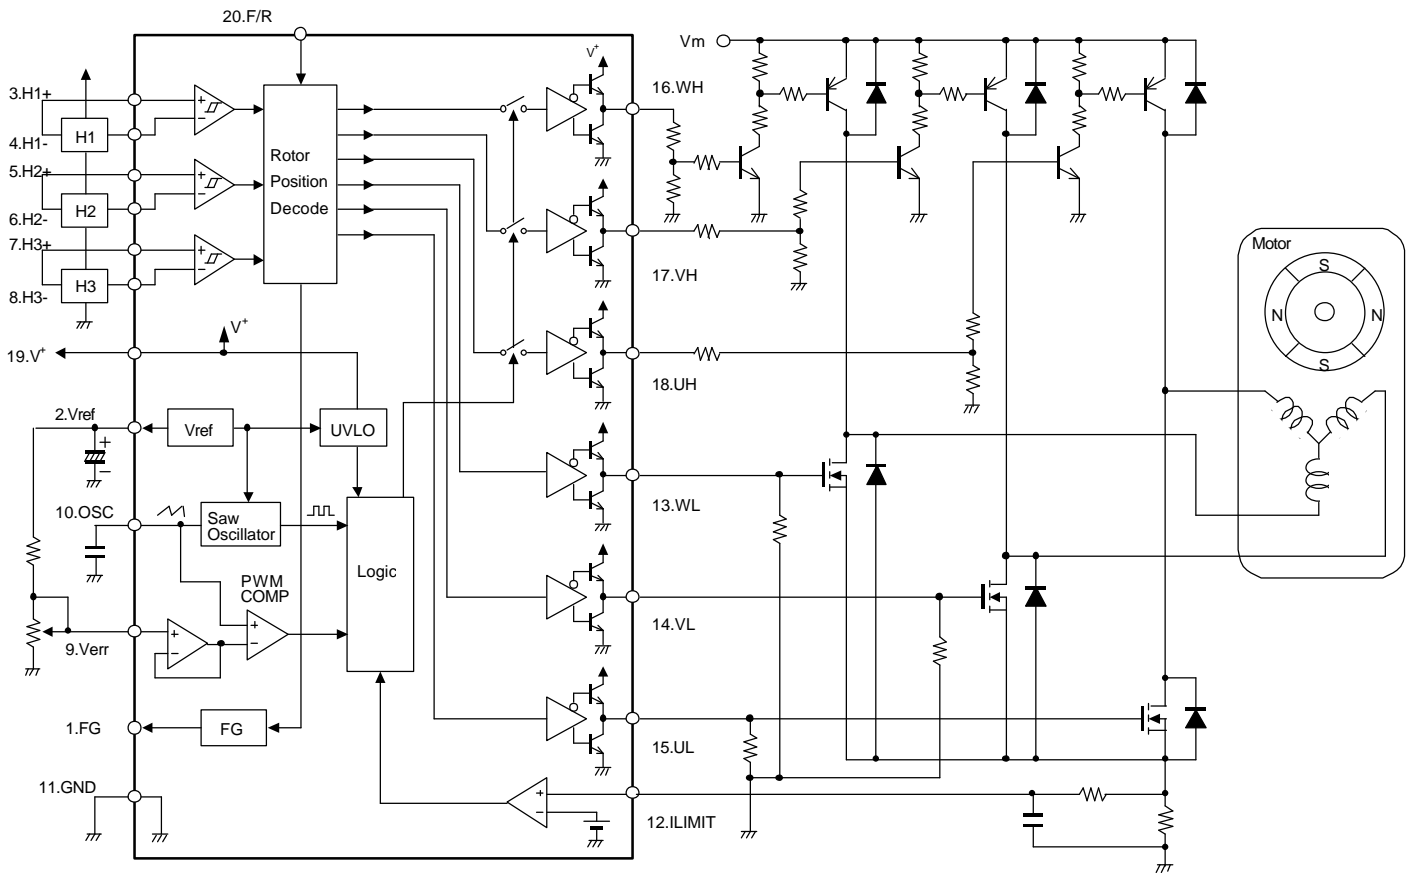 20.F/R
V+
Vm
16.WH
3.H1+
H1
4.H1-
5.H2+
H2
6.H2-
7.H3+
H3
8.H3-
+
−
+
−
+
−
Rotor
Position
Decode
17.VH
Motor
S
N
N
S
19.V+
V+
18.UH
2.Vref
+
−
Vref
UVLO
13.WL
10.OSC
Saw
Oscillator
Logic
PWM
COMP
14.VL
9.Verr
+
−
+
−
1.FG
FG
15.UL
11.GND
+
−
12.ILIMIT